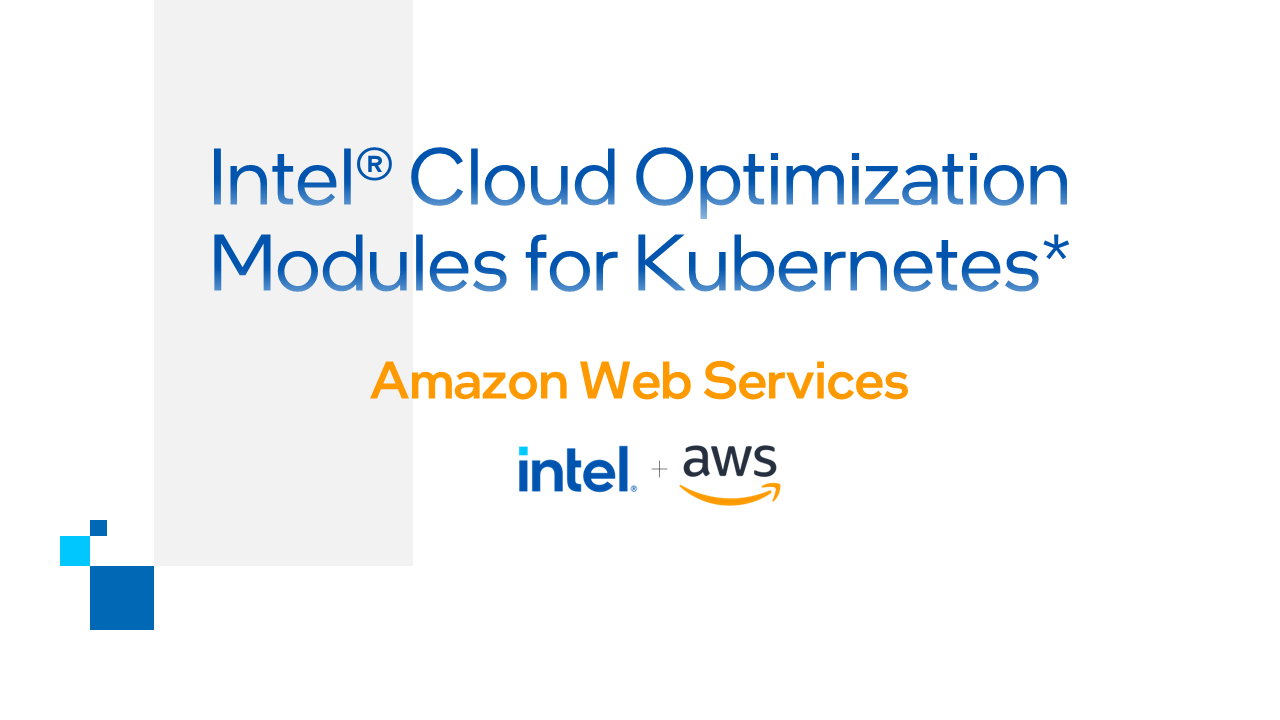 Intel® Cloud Optimization
Modules for Kubernetes*
Amazon Web Services
intel® + aws